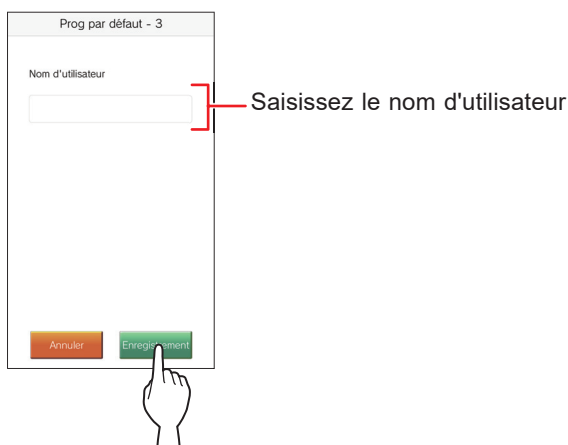 Prog par défaut - 3
Nom d'utilisateur
Saisissez le nom d'utilisateur
Annuler
Enregistrement